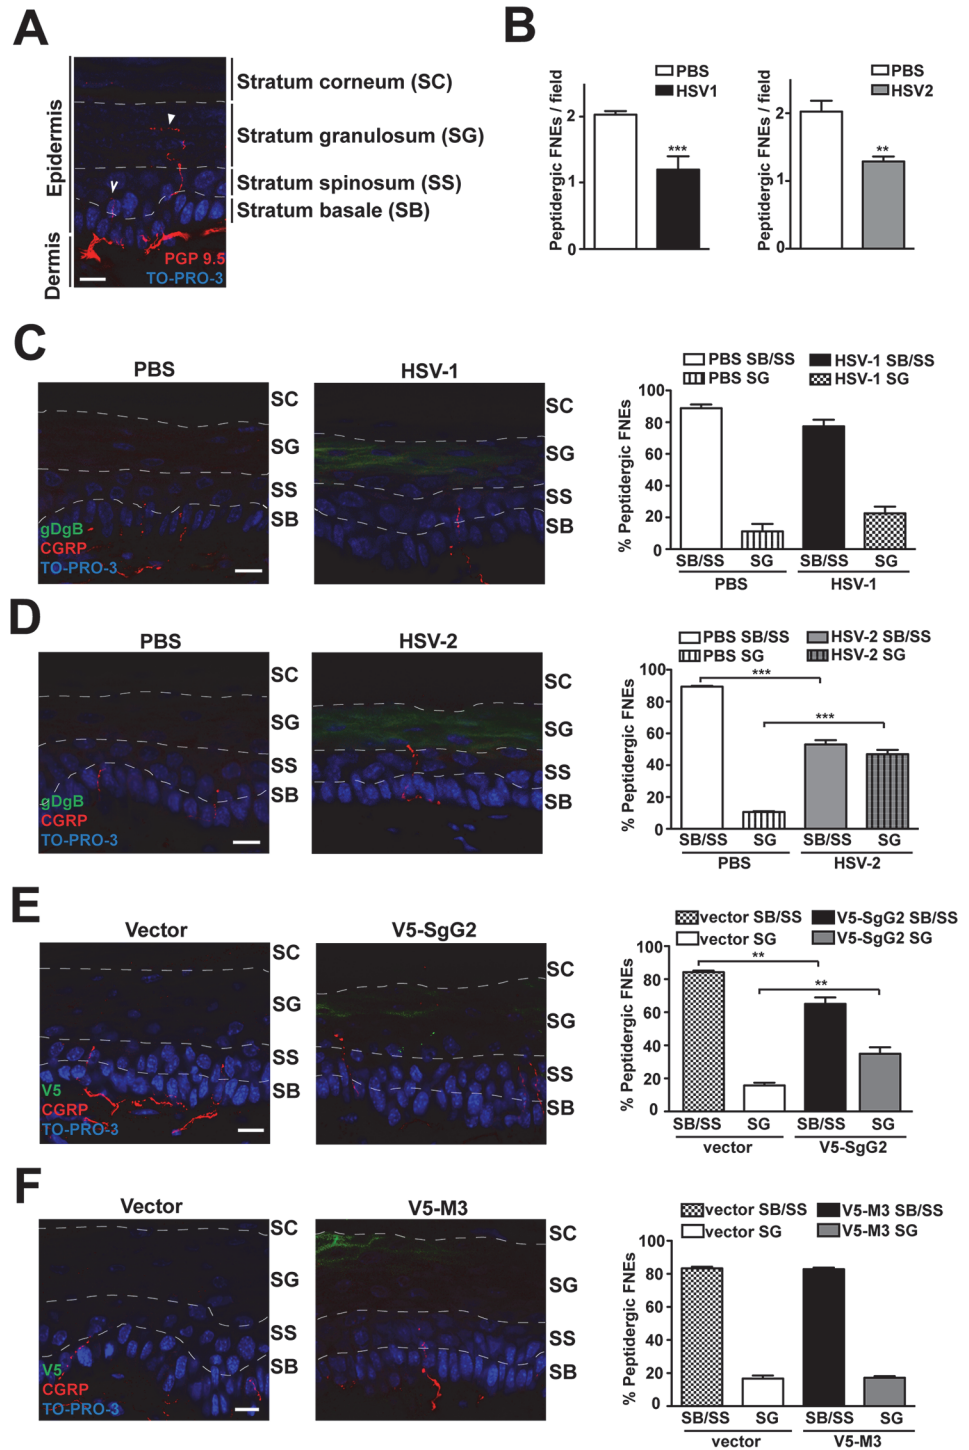 A
Epidermis
Dermis
Stratum corneum (SC)
Stratum granulosum (SG)
Stratum spinosum (SS)
Stratum basale (SB)
PGP 9.5
TO-PRO-3
B
PBS
HSV1
Peptidergic FNEs / field
2
1
0
***
PBS
HSV2
Peptidergic FNEs / field
2
1
0
**
C
PBS
SC
SG
SS
SB
gDgB
CGRP
TO-PRO-3
HSV-1
SC
SG
SS
SB
PBS SB/SS
HSV-1 SB/SS
PBS SG
HSV-1 SG
% Peptidergic FNEs
100
80
60
40
20
0
SB/SS SG SB/SS SG
PBS HSV-1
D
PBS
SC
SG
SS
SB
gDgB
CGRP
TO-PRO-3
HSV-2
SC
SG
SS
SB
PBS SB/SS
HSV-2 SB/SS
PBS SG
HSV-2 SG
% Peptidergic FNEs
100
80
60
40
20
0
***
***
SB/SS SG SB/SS SG
PBS HSV-2
E
Vector
SC
SG
SS
SB
V5
CGRP
TO-PRO-3
V5-SgG2
SC
SG
SS
SB
vector SB/SS
V5-SgG2 SB/SS
vector SG
V5-SgG2 SG
% Peptidergic FNEs
100
80
60
40
20
0
**
**
SB/SS SG SB/SS SG
vector V5-SgG2
F
Vector
SC
SG
SS
SB
V5
CGRP
TO-PRO-3
V5-M3
SC
SG
SS
SB
vector SB/SS
V5-M3 SB/SS
vector SG
V5-M3 SG
% Peptidergic FNEs
100
80
60
40
20
0
SB/SS SG SB/SS SG
vector V5-M3